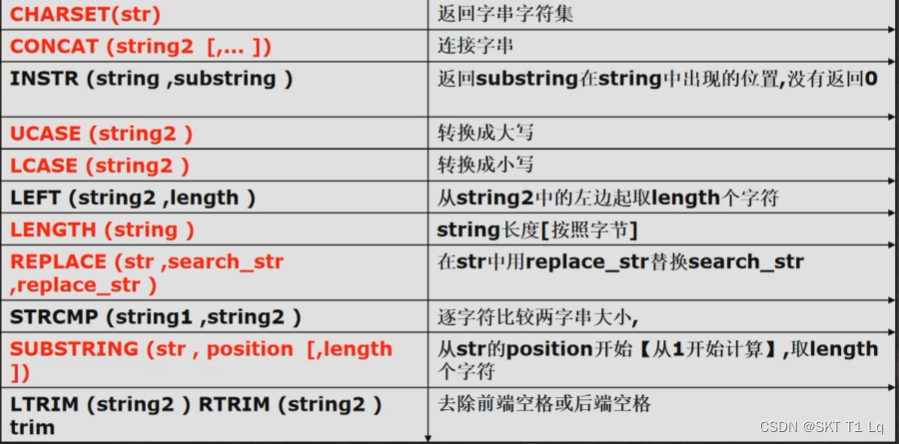 CHARSET(str)
返回字串字符集
CONCAT (string2 [,... ])
连接字串
INSTR (string ,substring )
返回substring在string中出现的位置,没有返回0
UCASE (string2 )
转换成大写
LCASE (string2 )
转换成小写
LEFT (string2 ,length )
从string2中的左边起取length个字符
LENGTH (string )
string长度[按照字节]
REPLACE (str ,search_str
,replace_str )
在str中用replace_str替换search_str
STRCMP (string1 ,string2 )
逐字符比较两字串大小,
SUBSTRING (str , position [,length
])
从str的position开始【从1开始计算】,取length
个字符
LTRIM (string2 ) RTRIM (string2 )
trim
去除前端空格或后端空格
CSDN @SKT T1 Lq